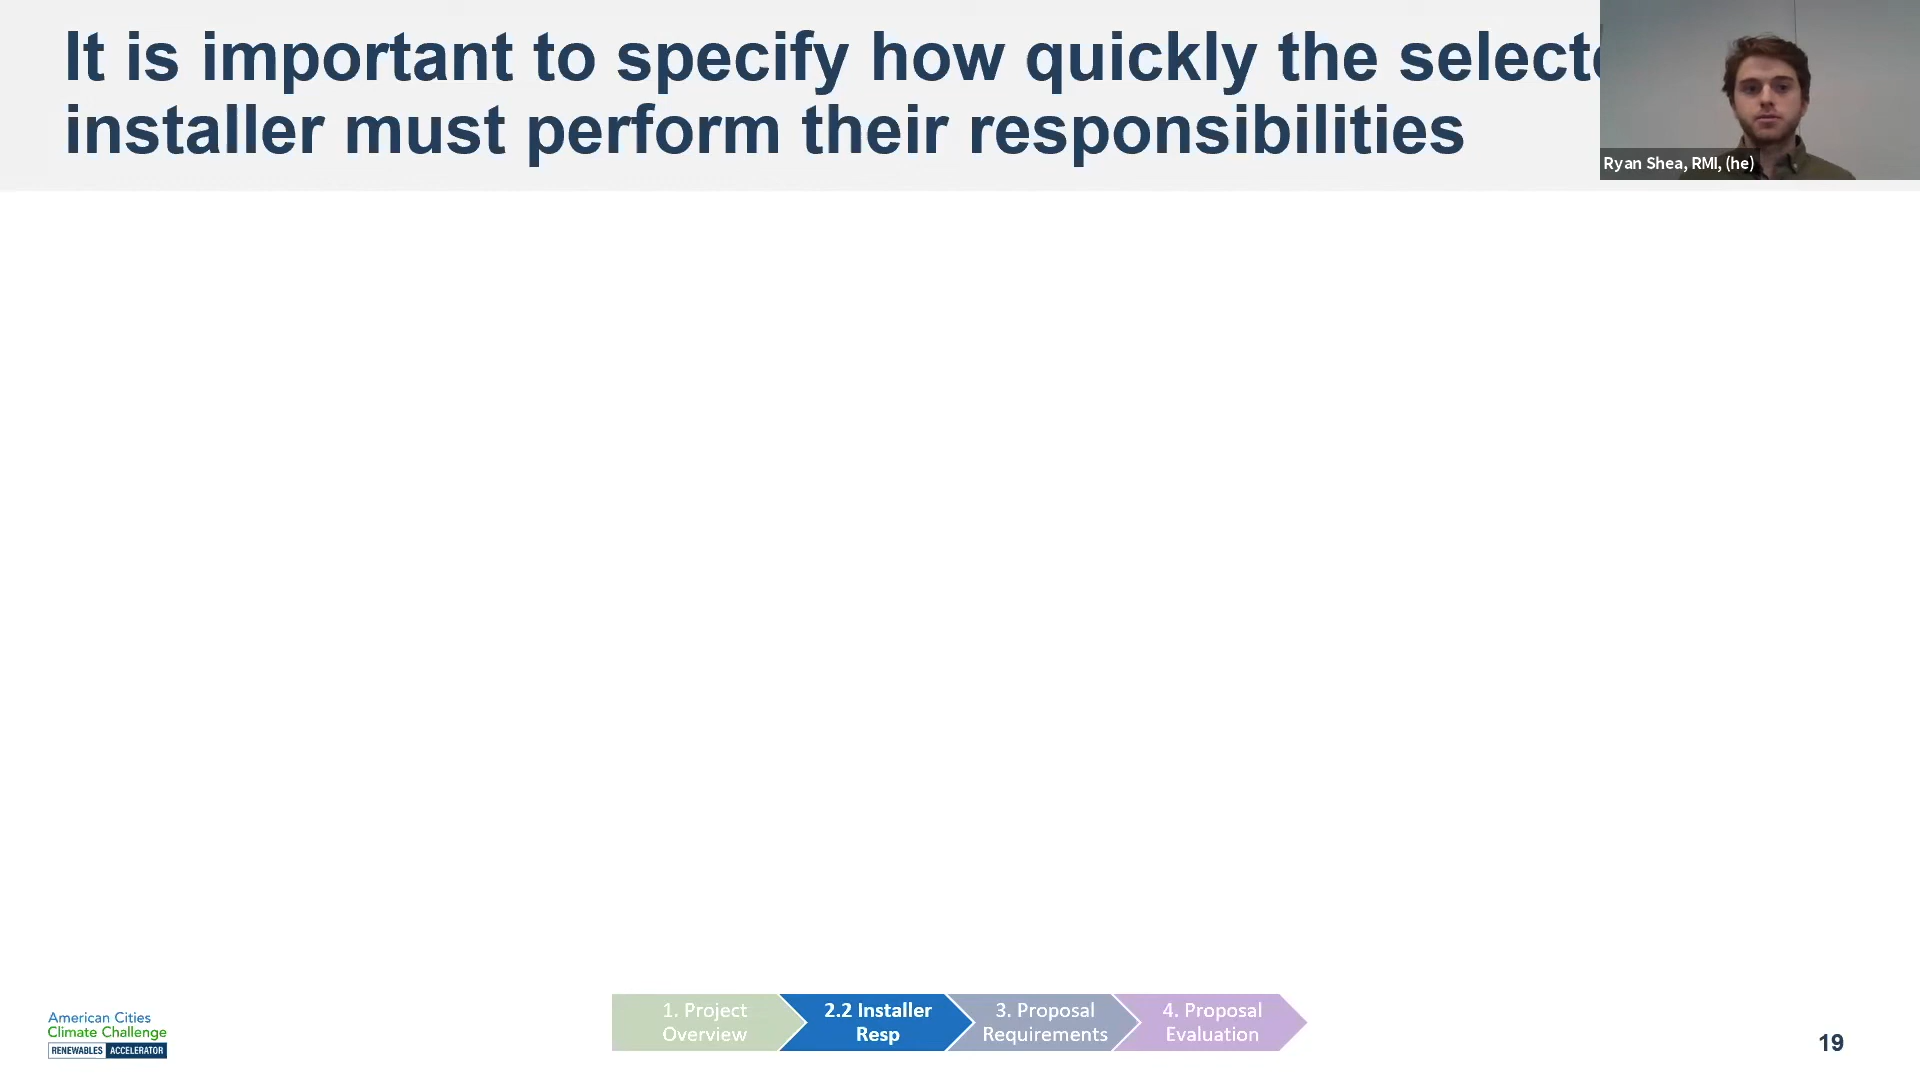 It is important to specify how quickly the
installer must perform their responsibilities
Ryan Shea, RMI, (he)
1. Project
Overview
2.2 Installer
Resp
3. Proposal
Requirements
4. Proposal
Evaluation
American Cities
Climate Challenge
RENEWABLES ACCELERATOR
19